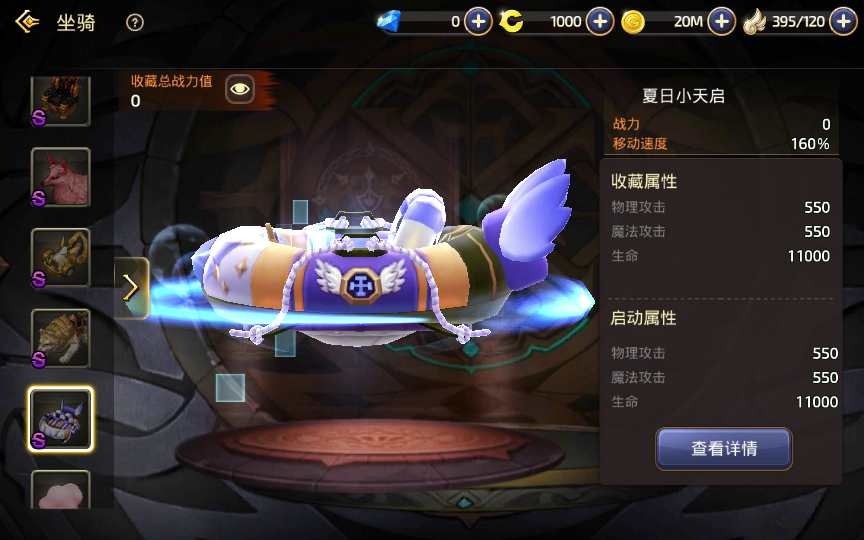 坐骑 ? 0 1000 20M 395/120
收藏总战力值
0
S
S
S
S
S
夏日小天启
战力 0
移动速度 160%
收藏属性
物理攻击 550
魔法攻击 550
生命 11000
启动属性
物理攻击 550
魔法攻击 550
生命 11000
查看详情